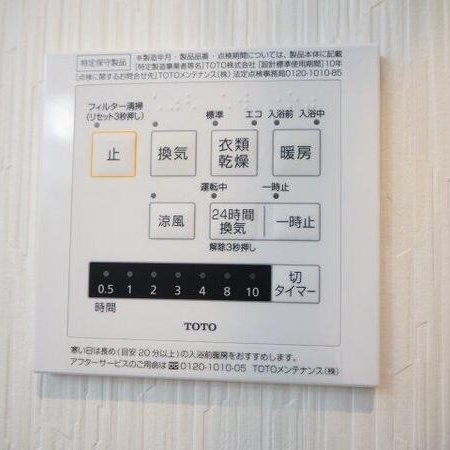 特定保守製品
※製造年月・製品品番・点検期間については、製品本体に記載
[特定製造事業者等名]TOTO株式会社 [設計標準使用期間]10年
[点検に関するお問合せ先]TOTOメンテナンス(株) 法定点検事務局0120-1010-85
フィルター清掃
(リセット3秒押し)
標準 エコ 入浴前 入浴中
止 換気 衣類乾燥 暖房
運転中 一時止
涼風 24時間換気 一時止
解除3秒押し
0.5 1 2 3 4 8 10 切タイマー
時間
TOTO
寒い日は長め(目安20分以上)の入浴前暖房をおすすめします。
アフターサービスのご用命は 0120-1010-05 TOTOメンテナンス(株)